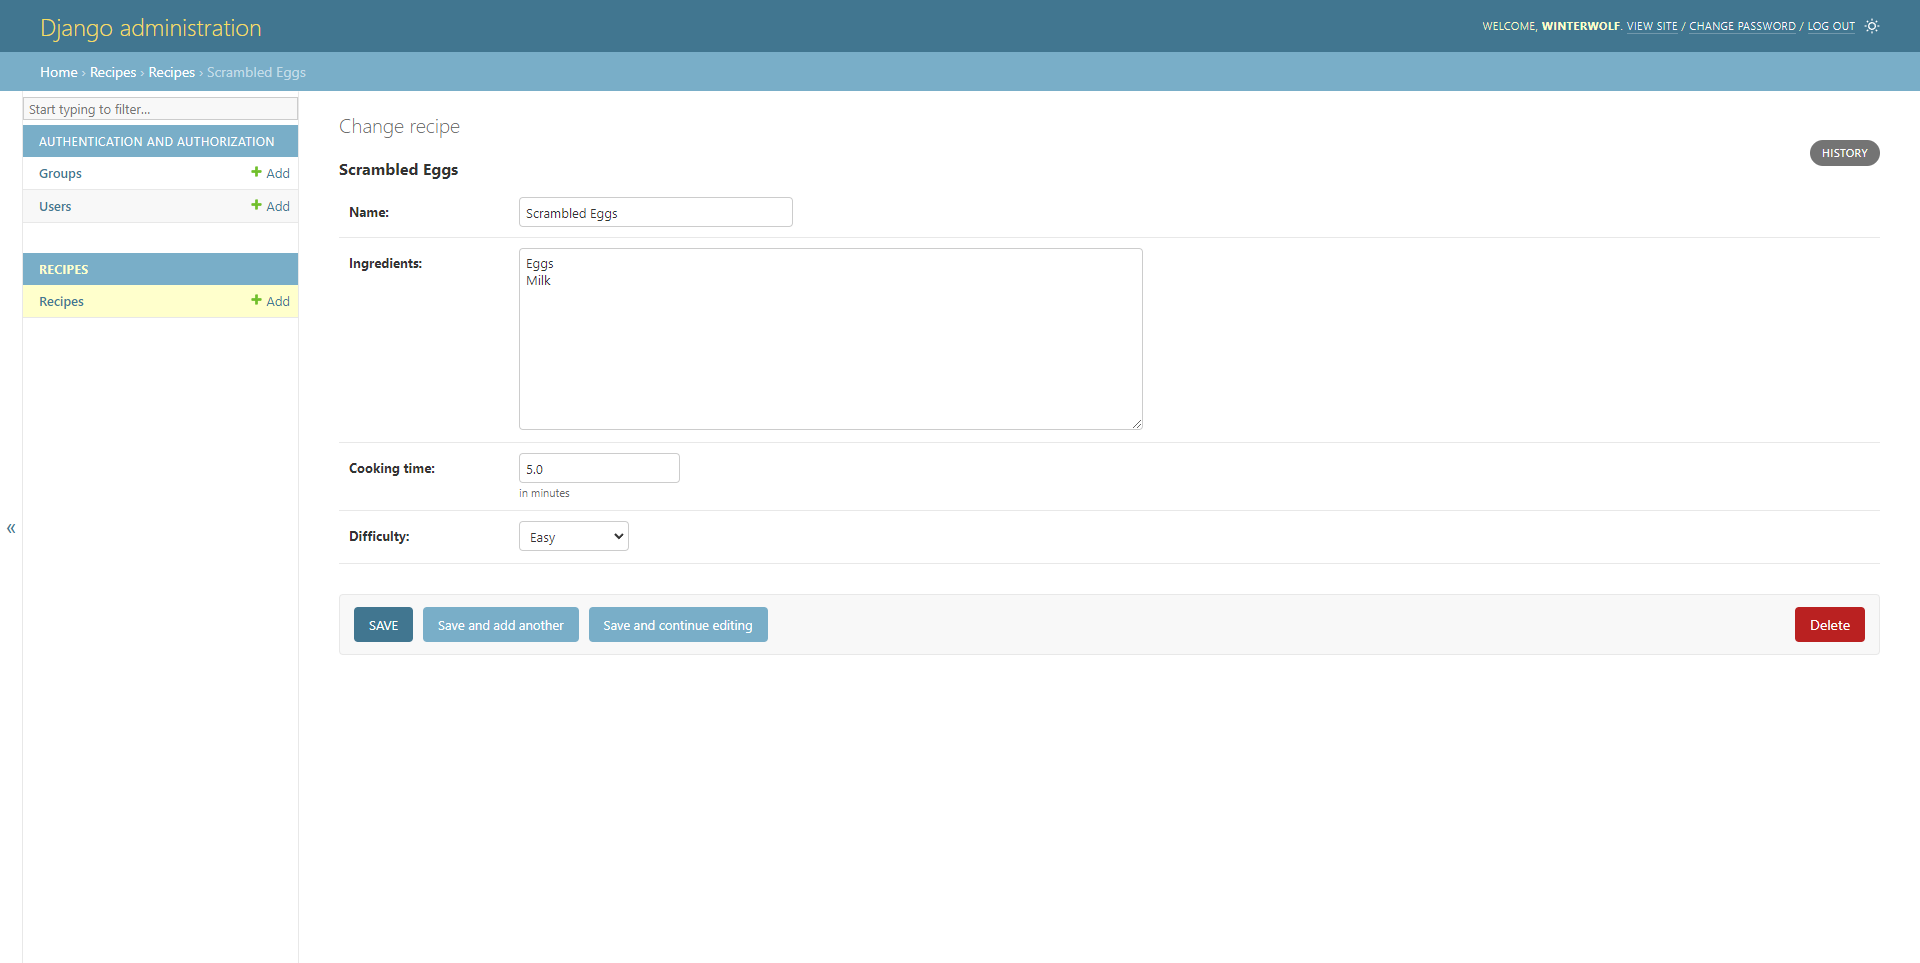 Django administration
WELCOME, WINTERWOLF. VIEW SITE / CHANGE PASSWORD / LOG OUT
Home › Recipes › Recipes › Scrambled Eggs
Start typing to filter...
AUTHENTICATION AND AUTHORIZATION
Groups + Add
Users + Add
RECIPES
Recipes + Add
«
Change recipe
HISTORY
Scrambled Eggs
Name: Scrambled Eggs
Ingredients: Eggs
Milk
Cooking time: 5.0
in minutes
Difficulty: Easy
SAVE Save and add another Save and continue editing Delete